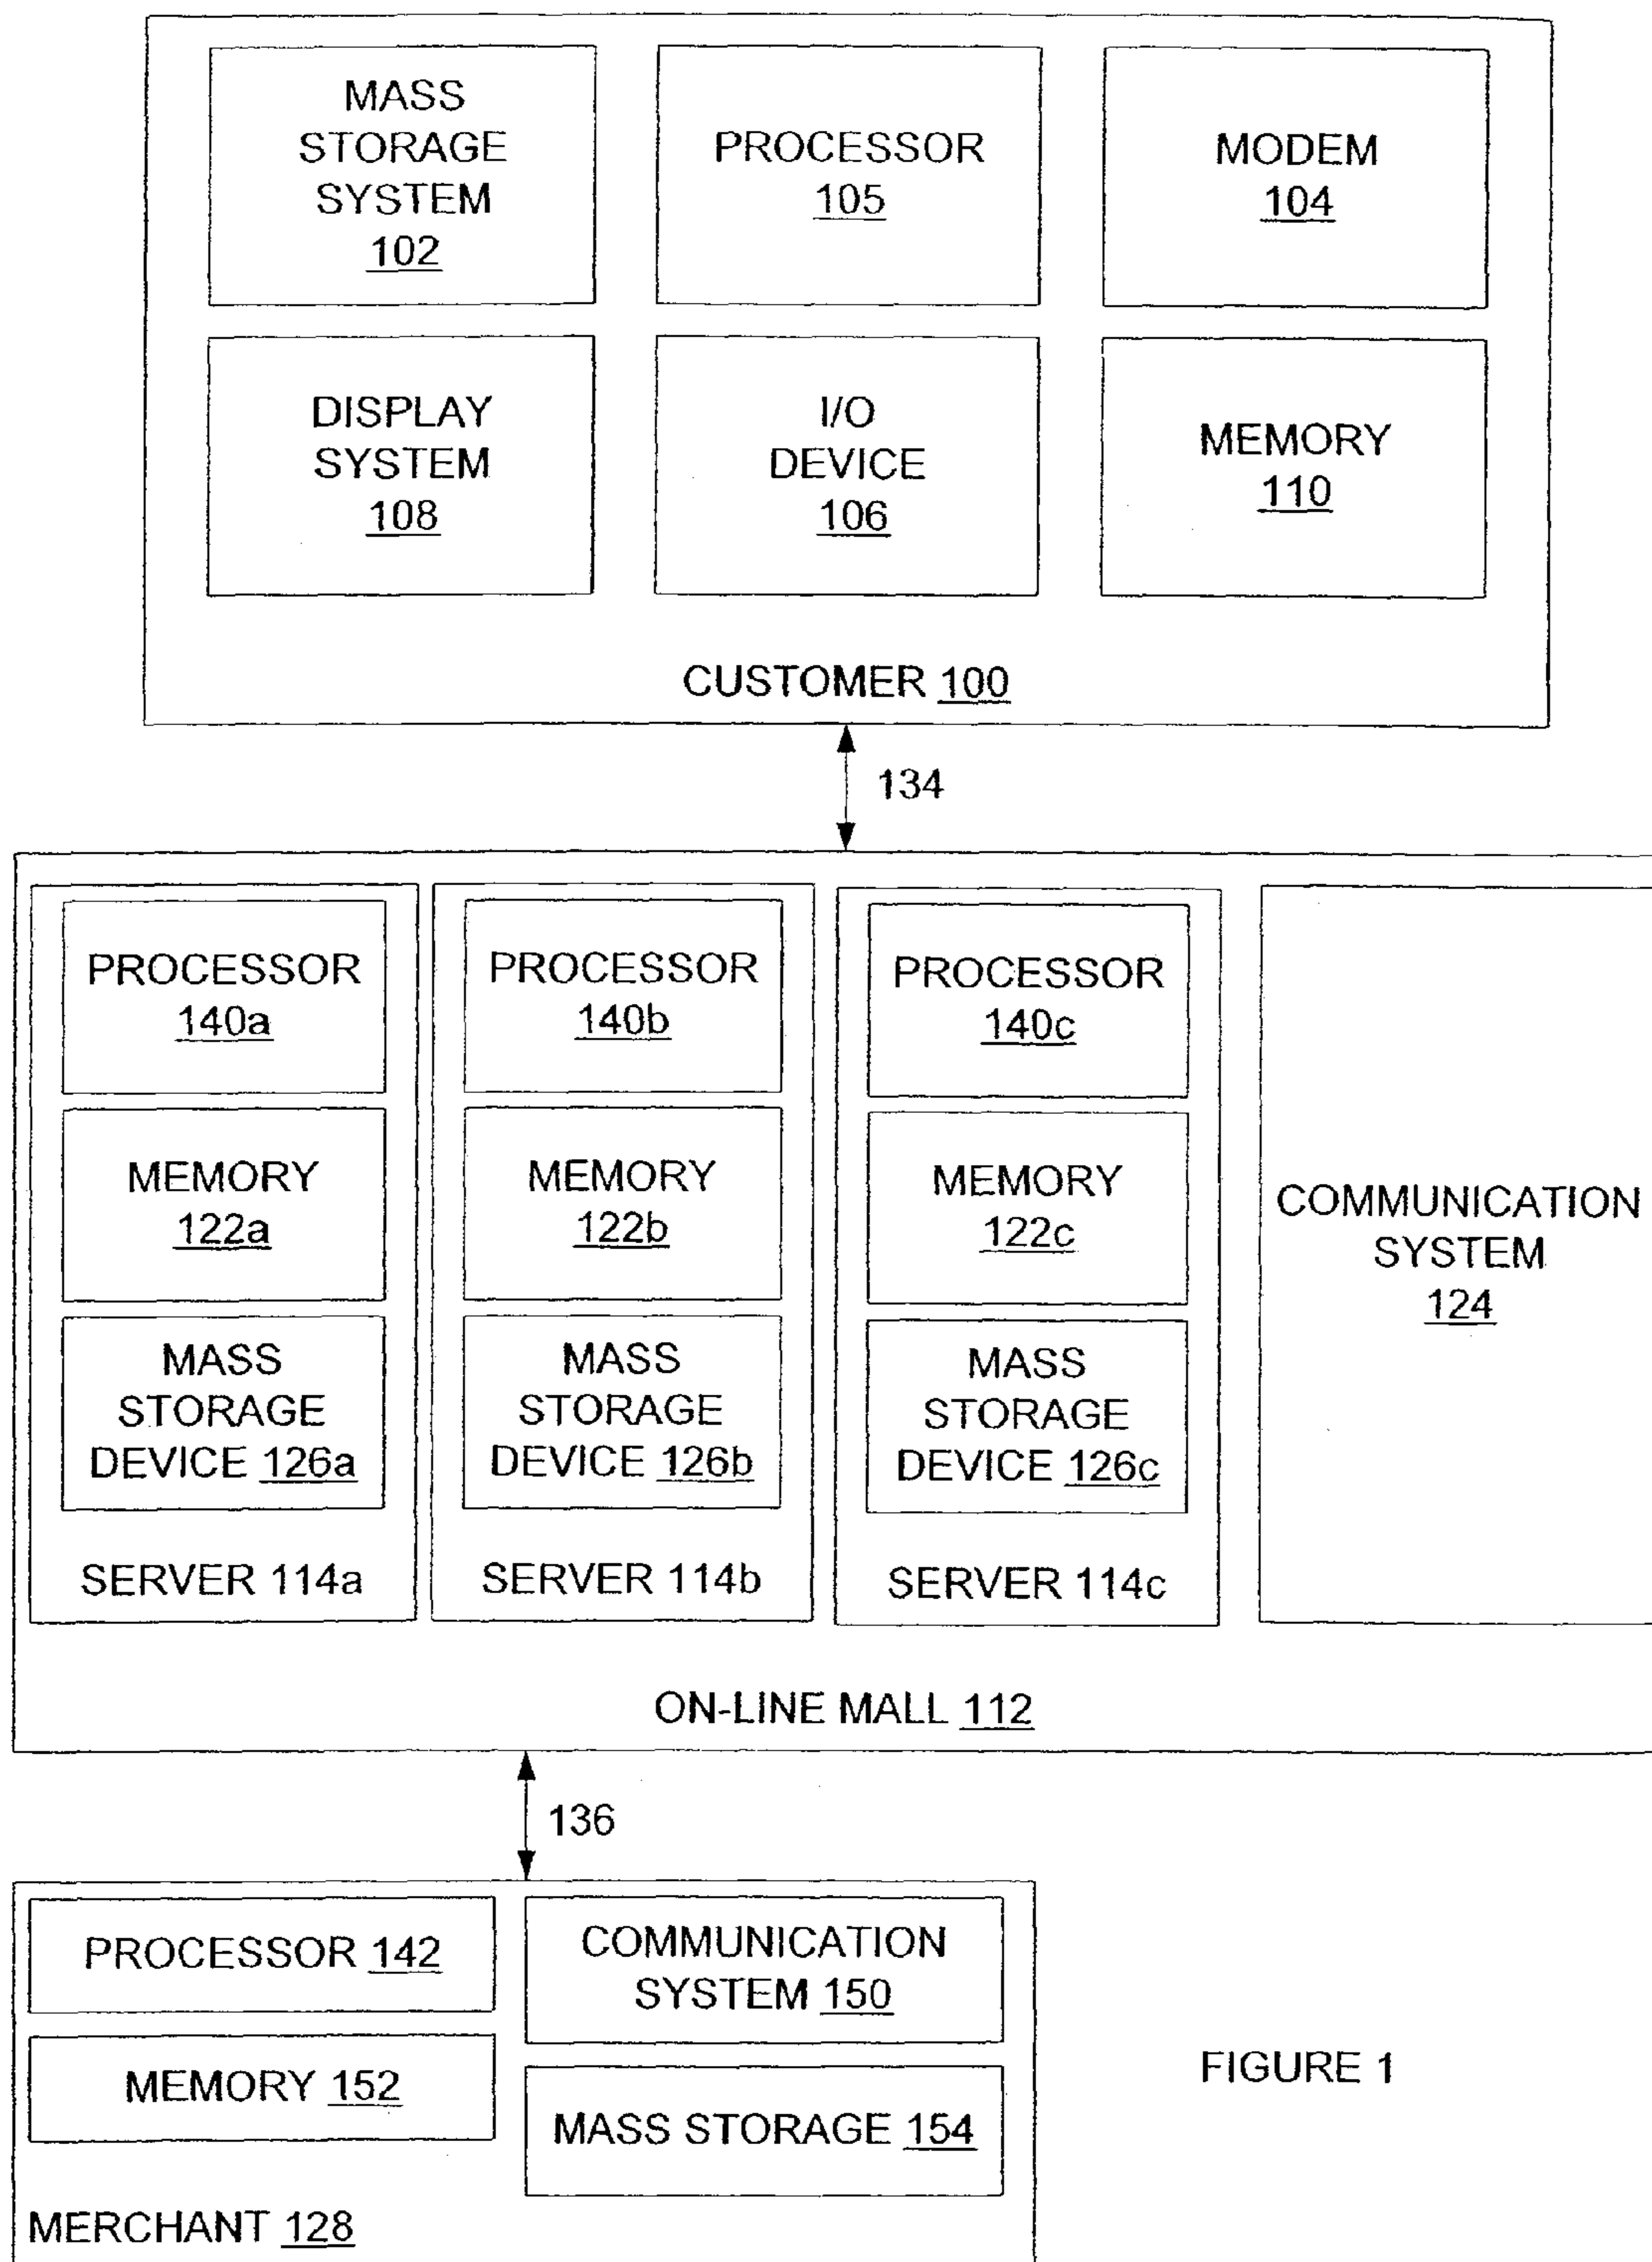 MASS
STORAGE
SYSTEM
102
PROCESSOR
105
MODEM
104
DISPLAY
SYSTEM
108
I/O
DEVICE
106
MEMORY
110
CUSTOMER 100
134
PROCESSOR
140a
MEMORY
122a
MASS
STORAGE
DEVICE 126a
SERVER 114a
PROCESSOR
140b
MEMORY
122b
MASS
STORAGE
DEVICE 126b
SERVER 114b
PROCESSOR
140c
MEMORY
122c
MASS
STORAGE
DEVICE 126c
SERVER 114c
COMMUNICATION
SYSTEM
124
ON-LINE MALL 112
136
PROCESSOR 142
MEMORY 152
COMMUNICATION
SYSTEM 150
MASS STORAGE 154
MERCHANT 128
FIGURE 1